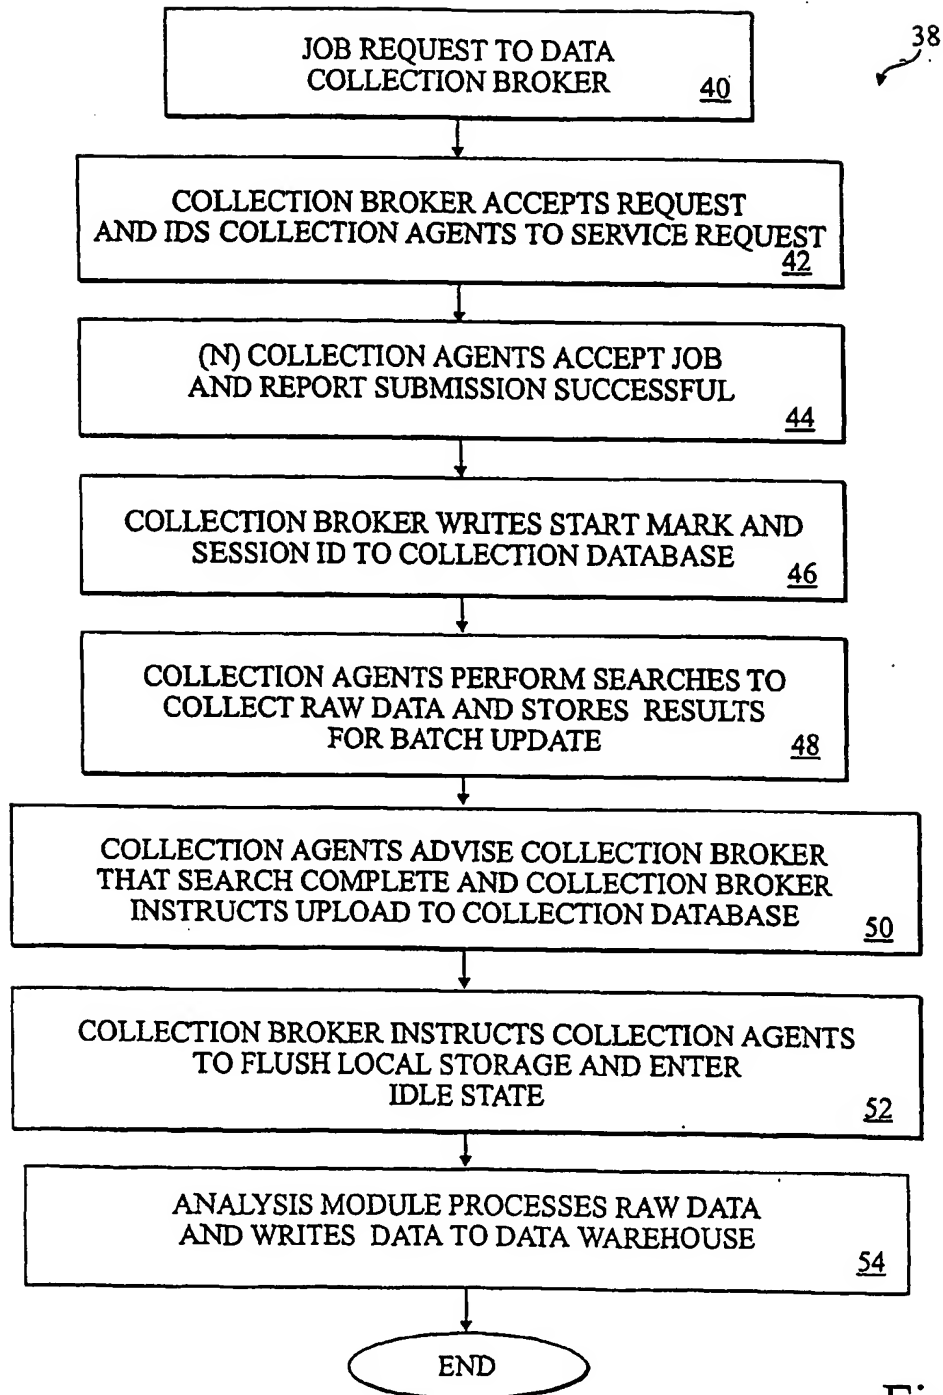 38
JOB REQUEST TO DATA
COLLECTION BROKER
40
COLLECTION BROKER ACCEPTS REQUEST
AND IDS COLLECTION AGENTS TO SERVICE REQUEST
42
(N) COLLECTION AGENTS ACCEPT JOB
AND REPORT SUBMISSION SUCCESSFUL
44
COLLECTION BROKER WRITES START MARK AND
SESSION ID TO COLLECTION DATABASE
46
COLLECTION AGENTS PERFORM SEARCHES TO
COLLECT RAW DATA AND STORES RESULTS
FOR BATCH UPDATE
48
COLLECTION AGENTS ADVISE COLLECTION BROKER
THAT SEARCH COMPLETE AND COLLECTION BROKER
INSTRUCTS UPLOAD TO COLLECTION DATABASE
50
COLLECTION BROKER INSTRUCTS COLLECTION AGENTS
TO FLUSH LOCAL STORAGE AND ENTER
IDLE STATE
52
ANALYSIS MODULE PROCESSES RAW DATA
AND WRITES DATA TO DATA WAREHOUSE
54
END